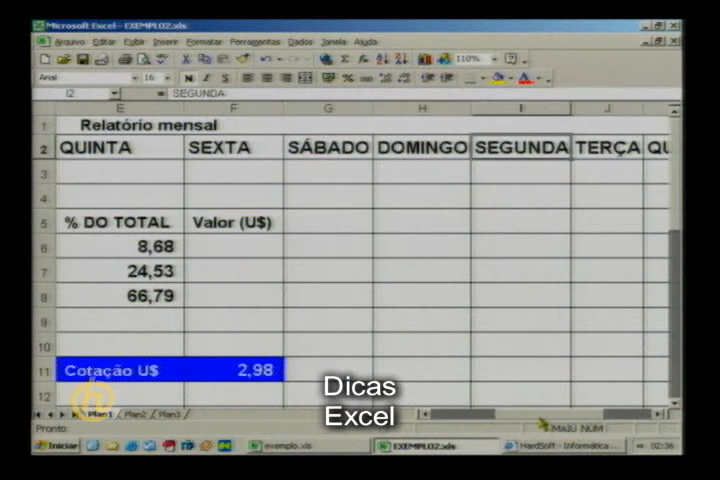 Microsoft Excel - EXEMPLO2.xls
Arquivo Editar Exibir Inserir Formatar Ferramentas Dados Janela Ajuda
110%
Arial 16 N I S
I2 = SEGUNDA
E F G H I J
1 Relatório mensal
2 QUINTA SEXTA SÁBADO DOMINGO SEGUNDA TERÇA QU
3
4
5 % DO TOTAL Valor (U$)
6 8,68
7 24,53
8 66,79
9
10
11 Cotação U$ 2,98
12
Dicas
Excel
Plan1 Plan2 Plan3
Pronto MAIÚ NÚM
Iniciar exemplo.xls EXEMPLO2.xls HardSoft - Informática ... 02:36